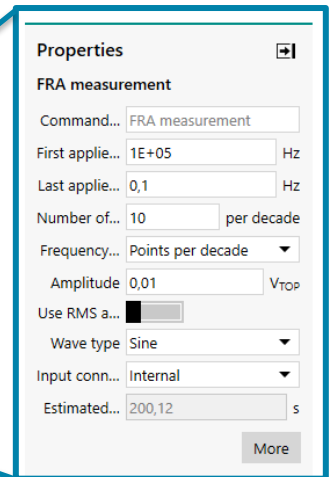 Properties
FRA measurement
Command... FRA measurement
First applie... 1E+05 Hz
Last applie... 0,1 Hz
Number of... 10 per decade
Frequency... Points per decade
Amplitude 0,01 VTOP
Use RMS a...
Wave type Sine
Input conn... Internal
Estimated... 200,12 s
More